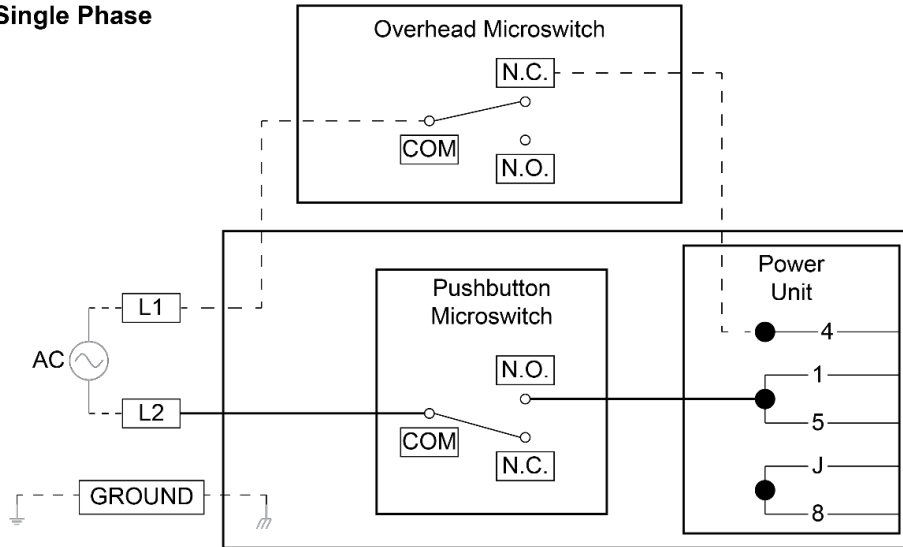 Single Phase
Overhead Microswitch
N.C.
COM
N.O.
Power
Unit
Pushbutton
Microswitch
L1
4
AC
N.O.
1
L2
5
COM
N.C.
J
GROUND
8